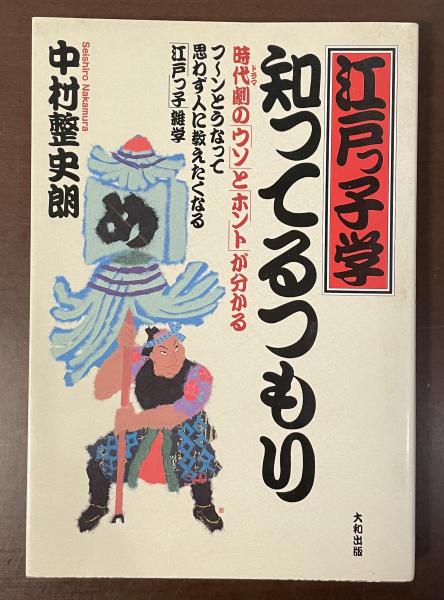 江戸っ子学
知ってるつもり
時代劇の「ウソ」と「ホント」が分かる
ドラマ
フ〜ンとうなって
思わず人に教えたくなる
「江戸っ子」雑学
Seishiro Nakamura
中村整史朗
め
大和出版